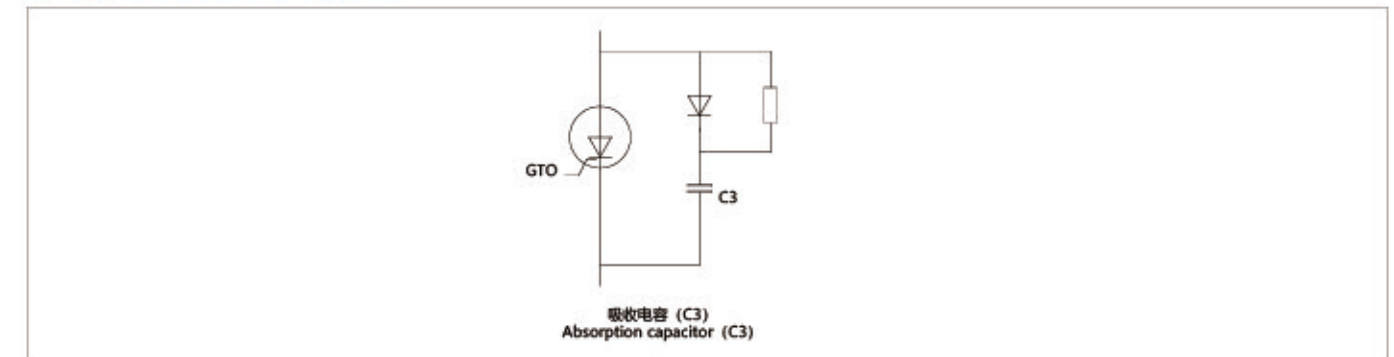 GTO
C3
吸收电容 (C3)
Absorption capacitor (C3)